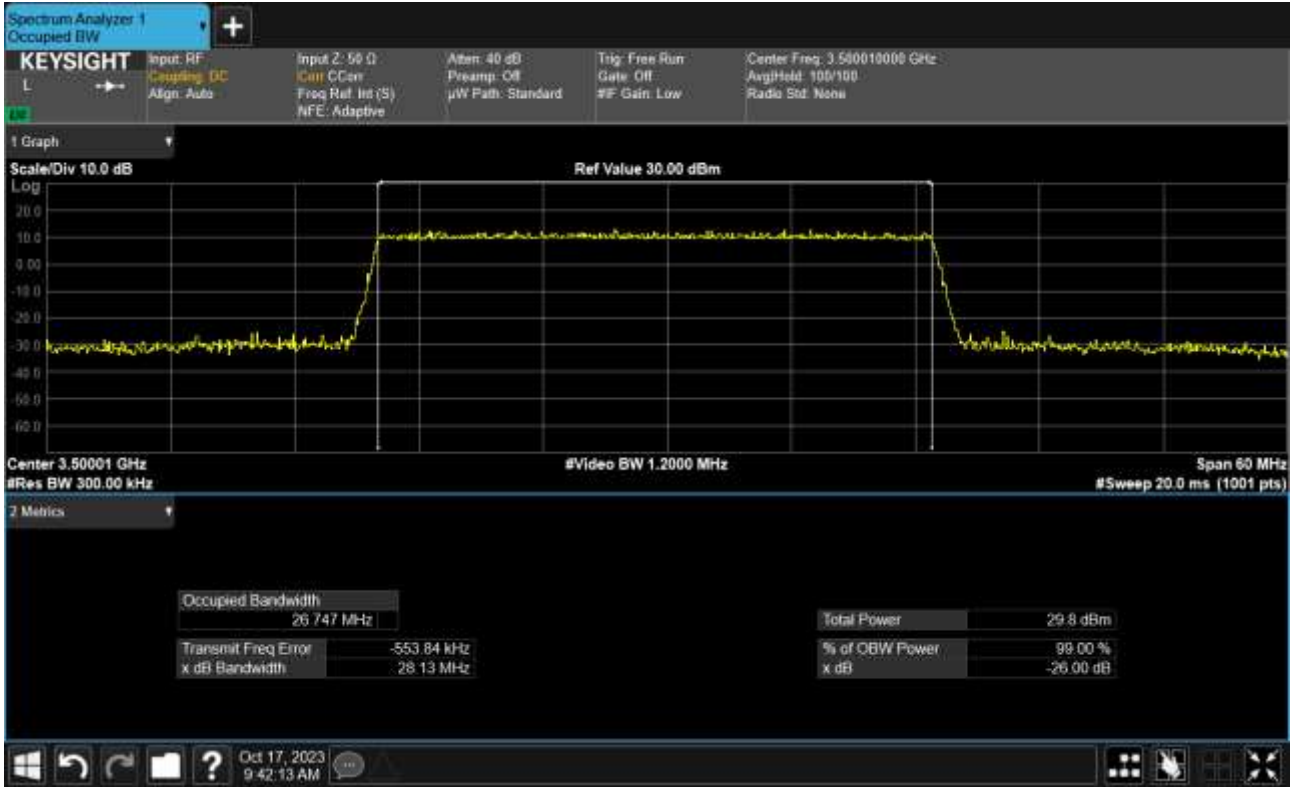 Spectrum Analyzer 1
Occupied BW
KEYSIGHT
L
Input: RF
Coupling: DC
Align: Auto
Input Z: 50 Ω
Corr CCorr
Freq Ref: Int (S)
NFE: Adaptive
Atten: 40 dB
Preamp: Off
µW Path: Standard
Trig: Free Run
Gate: Off
#IF Gain: Low
Center Freq: 3.500010000 GHz
Avg|Hold: 100/100
Radio Std: None
1 Graph
Scale/Div 10.0 dB
Ref Value 30.00 dBm
Log
20.0
10.0
0.00
-10.0
-20.0
-30.0
-40.0
-50.0
-60.0
Center 3.50001 GHz
#Video BW 1.2000 MHz
Span 60 MHz
#Res BW 300.00 kHz
#Sweep 20.0 ms (1001 pts)
2 Metrics
Occupied Bandwidth
26.747 MHz
Total Power 29.8 dBm
Transmit Freq Error -553.84 kHz
% of OBW Power 99.00 %
x dB Bandwidth 28.13 MHz
x dB -26.00 dB
Oct 17, 2023
9:42:13 AM